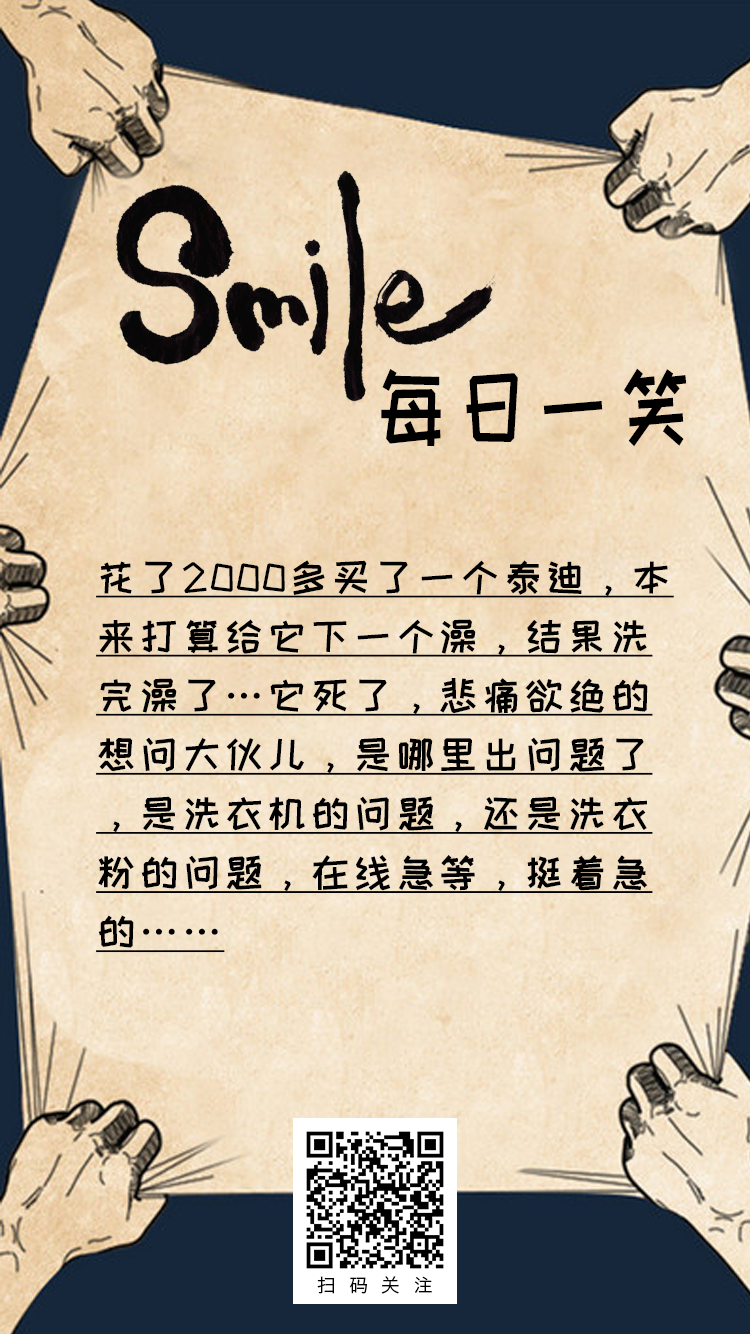 Smile
每日一笑
花了2000多买了一个泰迪，本
来打算给它下一个澡，结果洗
完澡了…它死了，悲痛欲绝的
想问大伙儿，是哪里出问题了
，是洗衣机的问题，还是洗衣
粉的问题，在线急等，挺着急
的……
扫码关注